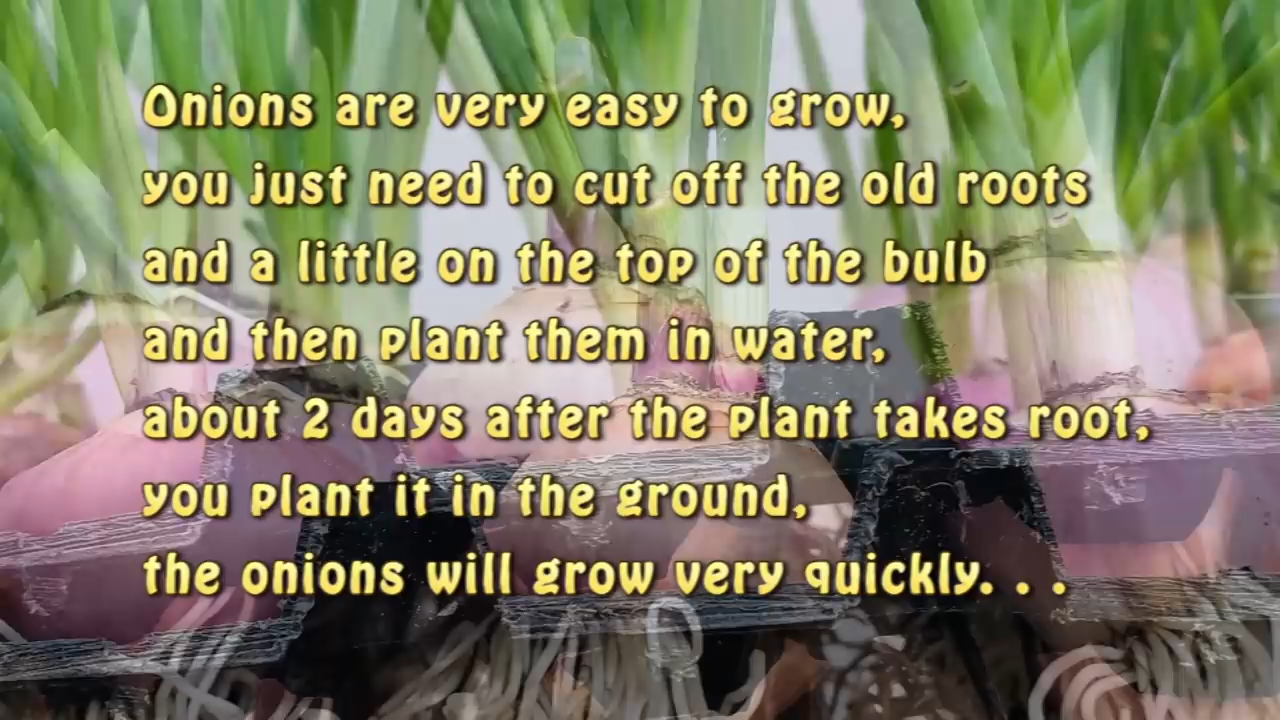 Onions are very easy to grow,
you just need to cut off the old roots
and a little on the top of the bulb
and then plant them in water,
about 2 days after the plant takes root,
you plant it in the ground,
the onions will grow very quickly. . .